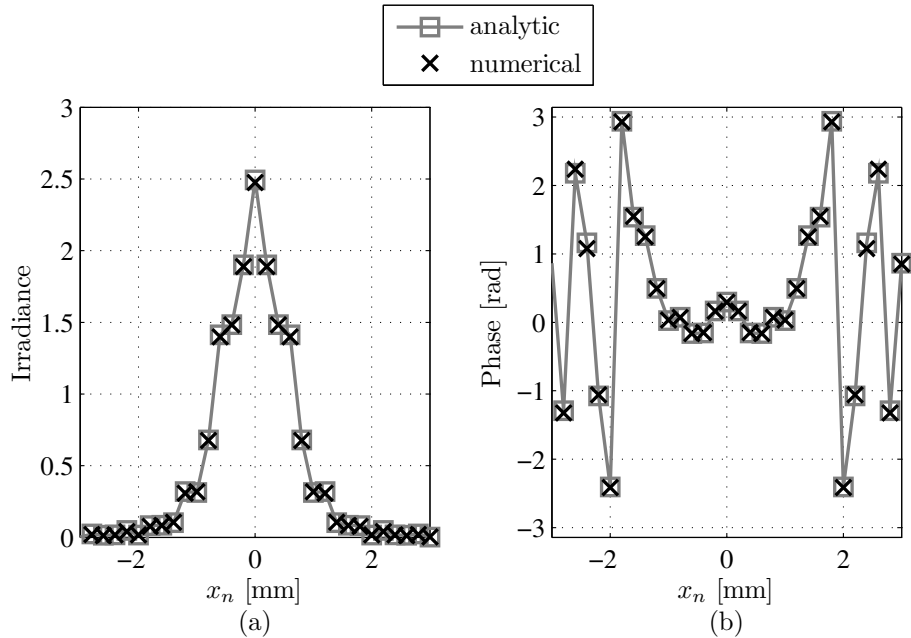 analytic
numerical
3
2.5
2
1.5
1
0.5
0
−2
0
2
Irradiance
x_n [mm]
(a)
3
2
1
0
−1
−2
−3
−2
0
2
Phase [rad]
x_n [mm]
(b)